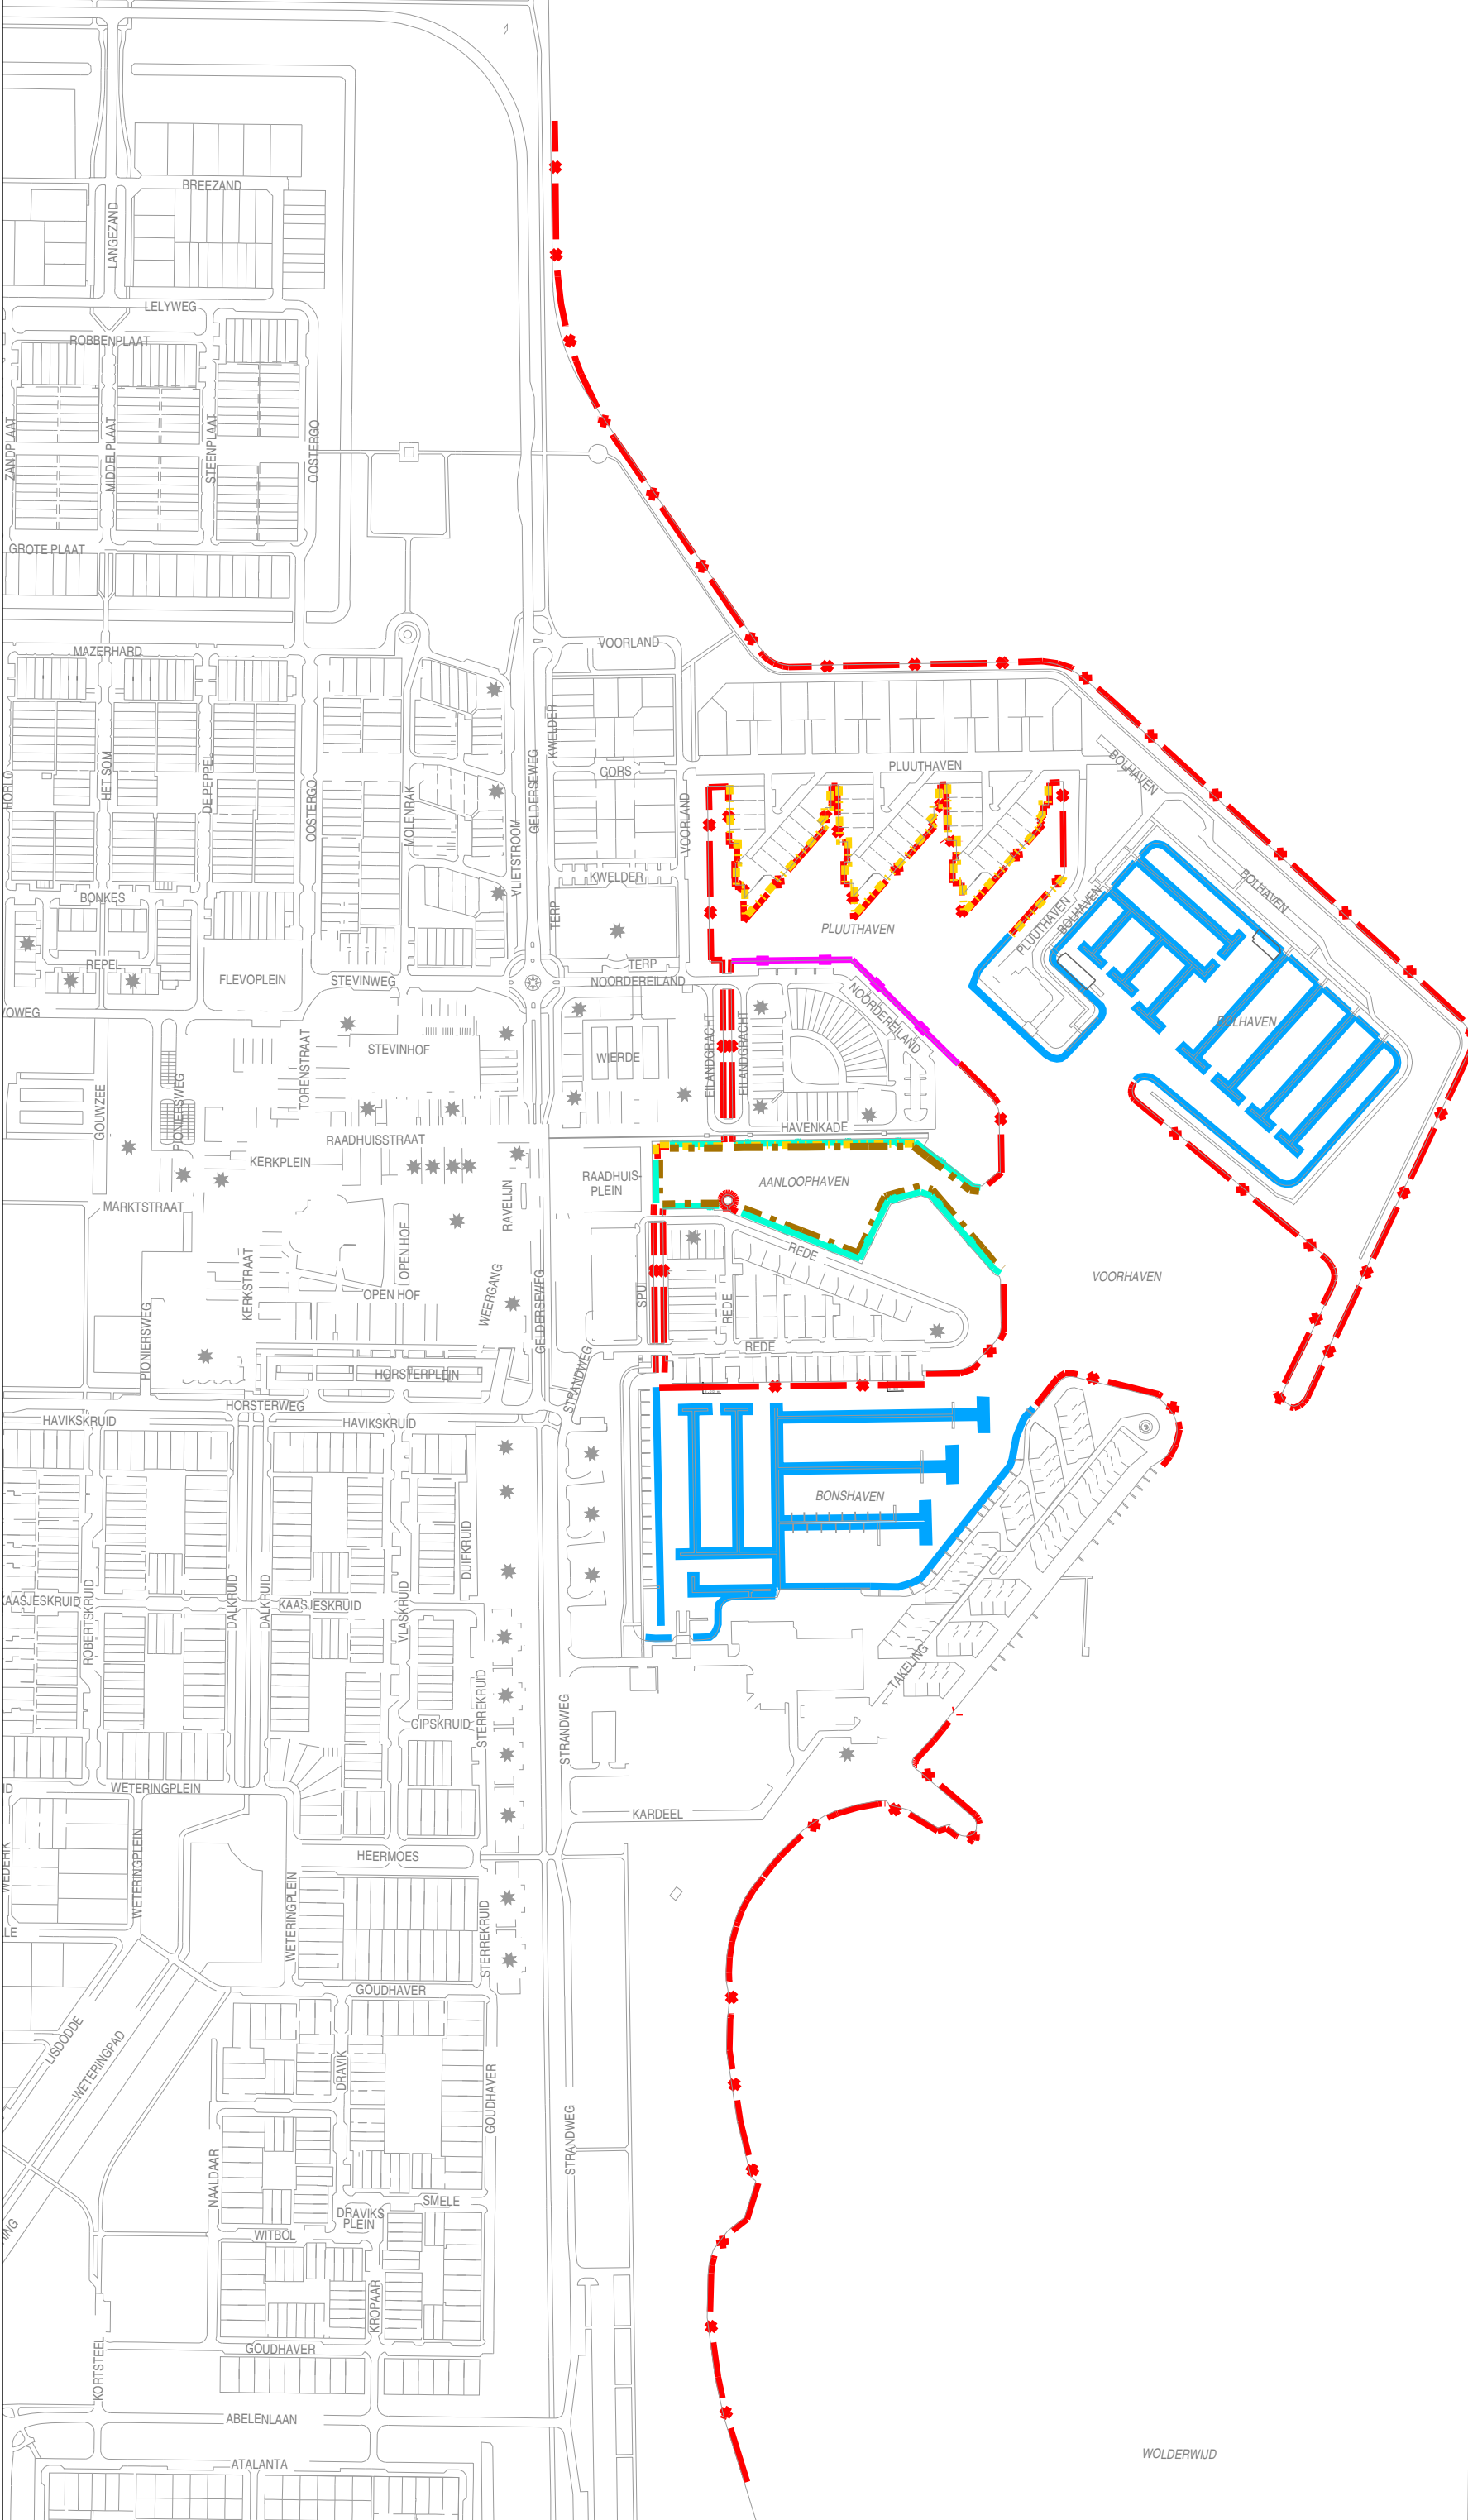 BREEZAND
LANGEZAND
LELYWEG
ROBBENPLAAT
ZANDPLAAT
MIDDELPLAAT
STEENPLAAT
OOSTERGO
GROTE PLAAT
MAZERHARD
VOORLAND
HET SOM
DE PEPPEL
OOSTERGO
MOLENRAK
VLIETSTROOM
GELDERSEWEG
KWELDER
GORS
VOORLAND
PLUUTHAVEN
BOLHAVEN
KWELDER
BONKES
TERP
PLUUTHAVEN
PLUUTHAVEN
BOLHAVEN
BOLHAVEN
REPEL
FLEVOPLEIN
STEVINWEG
TERP
NOORDEREILAND
NOORDEREILAND
BOLHAVEN
OWEG
STEVINHOF
WIERDE
EILANDGRACHT
EILANDGRACHT
TORENSTRAAT
GOUWZEE
PIONIERSWEG
HAVENKADE
RAADHUISSTRAAT
KERKPLEIN
RAADHUIS-
PLEIN
AANLOOPHAVEN
MARKTSTRAAT
RAVELIJN
OPEN HOF
REDE
VOORHAVEN
KERKSTRAAT
OPEN HOF
WEERGANG
GELDERSEWEG
SPUI
REDE
PIONIERSWEG
REDE
HORSTERPLEIN
STRANDWEG
HORSTERWEG
HAVIKSKRUID
HAVIKSKRUID
BONSHAVEN
DUIFKRUID
KAASJESKRUID
ROBERTSKRUID
DALKRUID
DALKRUID
KAASJESKRUID
VLASKRUID
STERREKRUID
TAKELING
GIPSKRUID
STRANDWEG
WETERINGPLEIN
KARDEEL
WEDERIK
WETERINGPLEIN
HEERMOES
WETERINGPLEIN
STERREKRUID
LE
GOUDHAVER
LISDODDE
WETERINGPAD
DRAVIK
GOUDHAVER
STRANDWEG
NAALDAAR
SMELE
DRAVIKS
PLEIN
WITBOL
KROPAAR
GOUDHAVER
KORTSTEEL
ABELENLAAN
WOLDERWIJD
ATALANTA